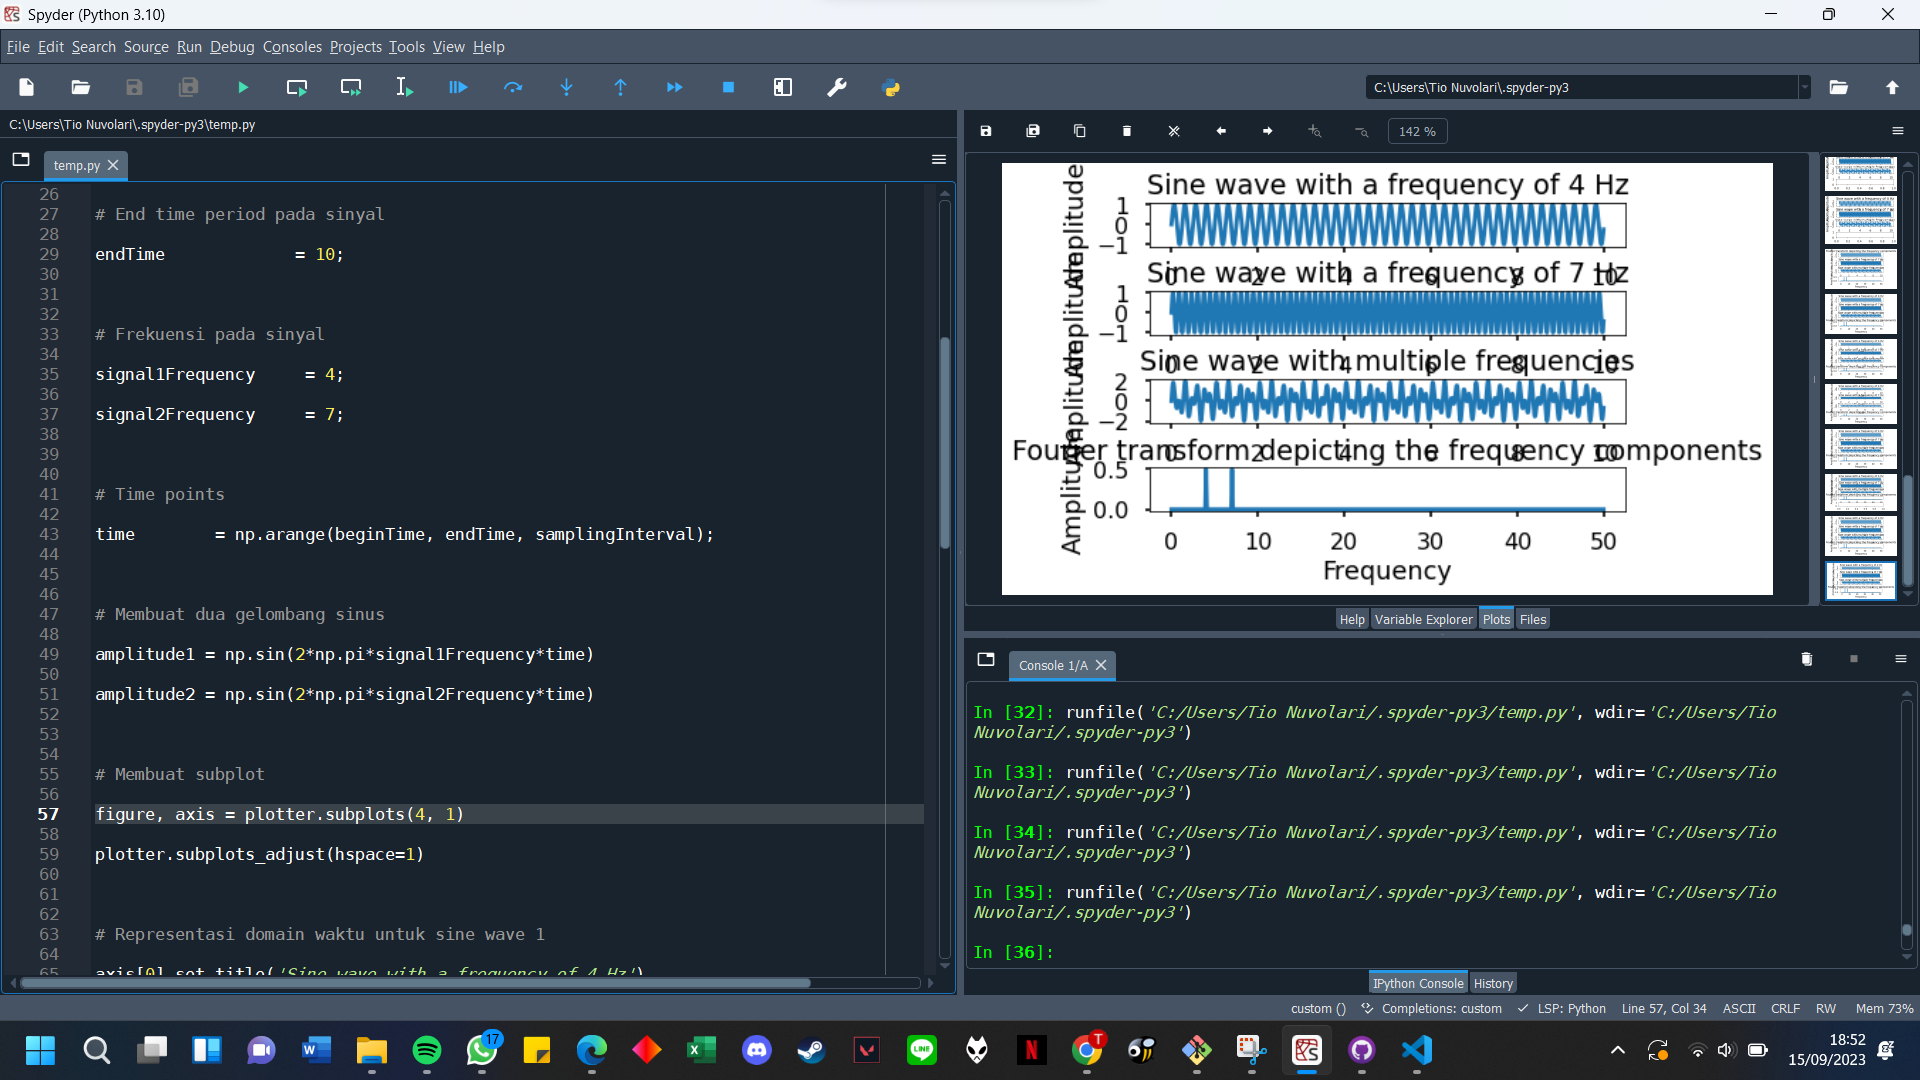 Spyder (Python 3.10)
File Edit Search Source Run Debug Consoles Projects Tools View Help
C:\Users\Tio Nuvolari\.spyder-py3
C:\Users\Tio Nuvolari\.spyder-py3\temp.py
temp.py
26
27 # End time period pada sinyal
28
29 endTime = 10;
30
31
32
33 # Frekuensi pada sinyal
34
35 signal1Frequency = 4;
36
37 signal2Frequency = 7;
38
39
40
41 # Time points
42
43 time = np.arange(beginTime, endTime, samplingInterval);
44
45
46
47 # Membuat dua gelombang sinus
48
49 amplitude1 = np.sin(2*np.pi*signal1Frequency*time)
50
51 amplitude2 = np.sin(2*np.pi*signal2Frequency*time)
52
53
54
55 # Membuat subplot
56
57 figure, axis = plotter.subplots(4, 1)
58
59 plotter.subplots_adjust(hspace=1)
60
61
62
63 # Representasi domain waktu untuk sine wave 1
64
65 axis[0].set_title('Sine wave with a frequency of 4 Hz')
142 %
Sine wave with a frequency of 4 Hz
Amplitude
1
0
-1
0 2 4 6 8 10
Sine wave with a frequency of 7 Hz
Amplitude
1
0
-1
0 2 4 6 8 10
Sine wave with multiple frequencies
Amplitude
2
0
-2
0 2 4 6 8 10
Fourier transform depicting the frequency components
Amplitude
0.5
0.0
0 10 20 30 40 50
Frequency
Help Variable Explorer Plots Files
Console 1/A
In [32]: runfile('C:/Users/Tio Nuvolari/.spyder-py3/temp.py', wdir='C:/Users/Tio
Nuvolari/.spyder-py3')
In [33]: runfile('C:/Users/Tio Nuvolari/.spyder-py3/temp.py', wdir='C:/Users/Tio
Nuvolari/.spyder-py3')
In [34]: runfile('C:/Users/Tio Nuvolari/.spyder-py3/temp.py', wdir='C:/Users/Tio
Nuvolari/.spyder-py3')
In [35]: runfile('C:/Users/Tio Nuvolari/.spyder-py3/temp.py', wdir='C:/Users/Tio
Nuvolari/.spyder-py3')
In [36]:
IPython Console History
custom () Completions: custom LSP: Python Line 57, Col 34 ASCII CRLF RW Mem 73%
17
LINE
N
T
18:52
15/09/2023